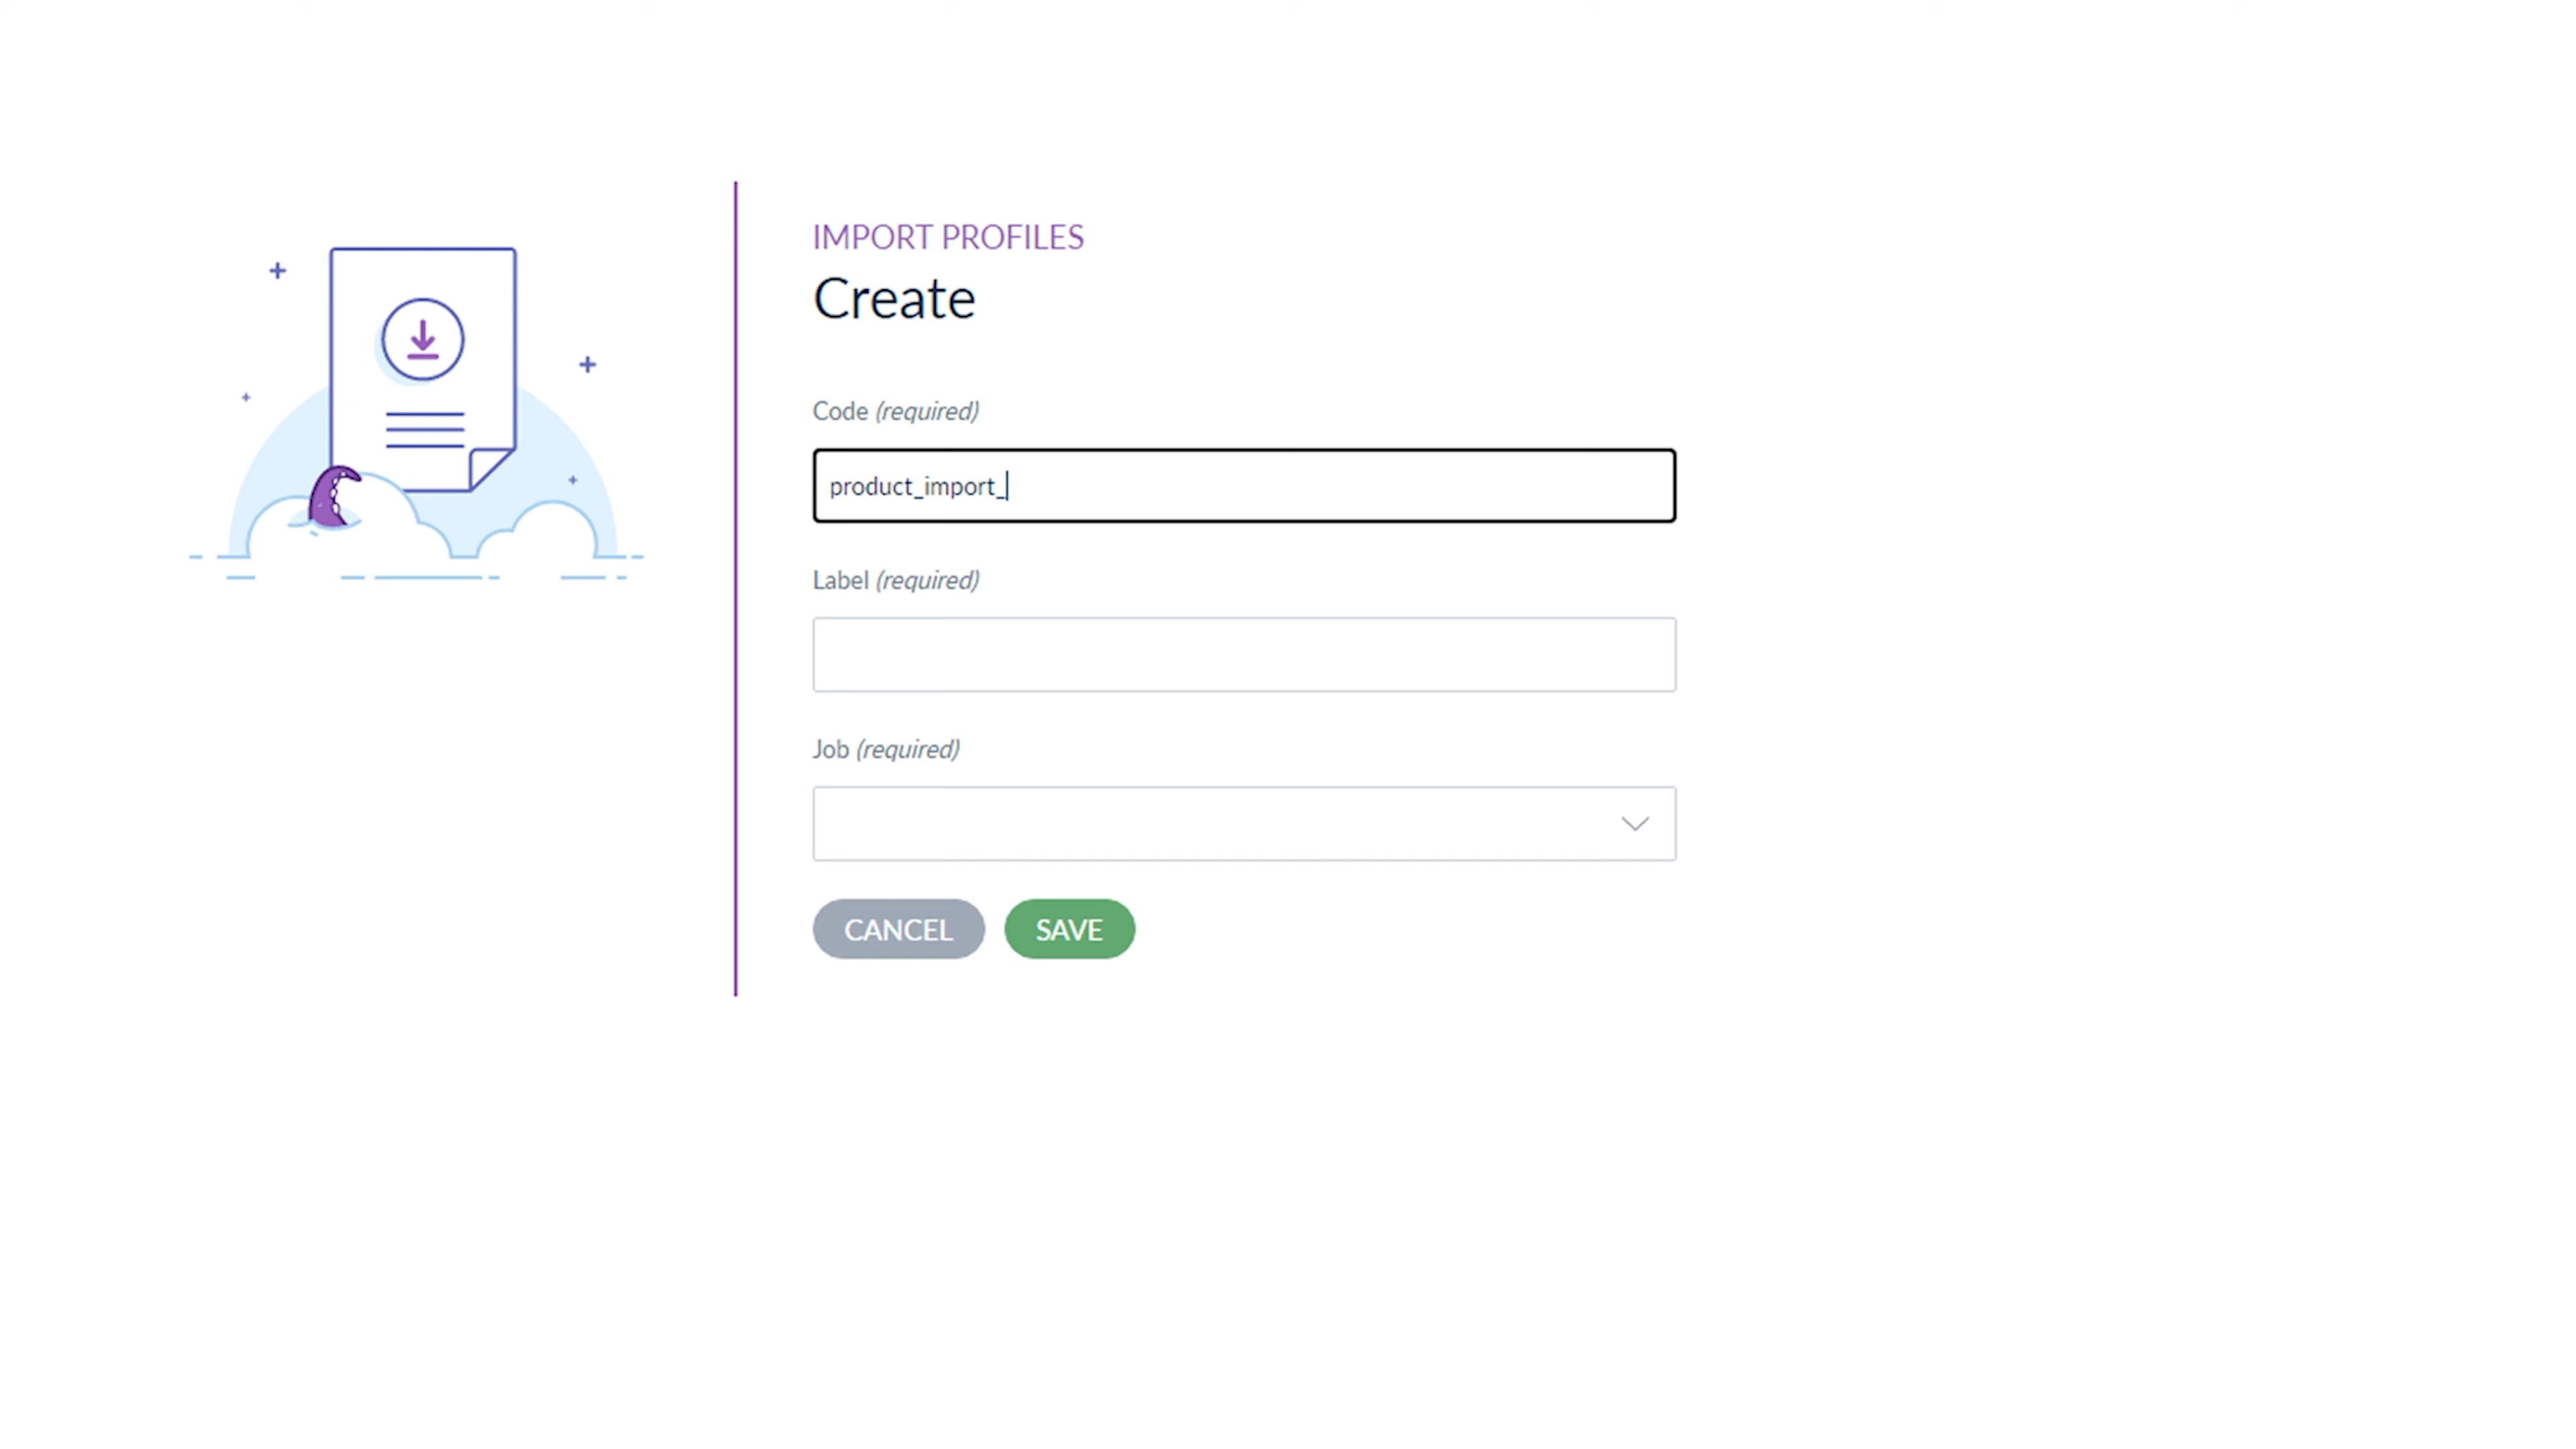 IMPORT PROFILES
Create
Code (required)
product_import_
Label (required)
Job (required)
CANCEL SAVE